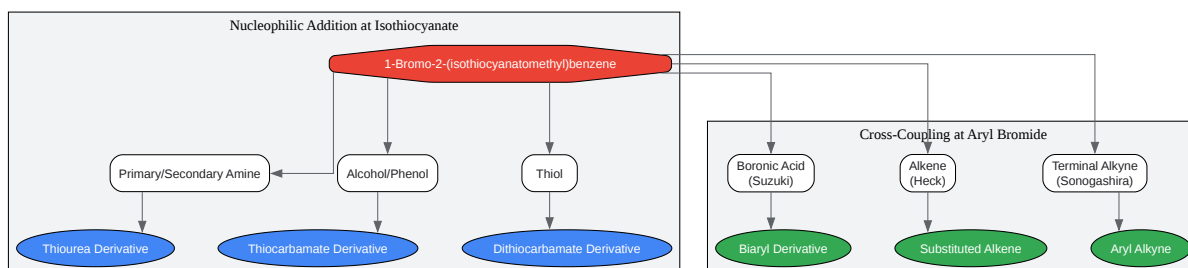 Nucleophilic Addition at Isothiocyanate
1-Bromo-2-(isothiocyanatomethyl)benzene
Cross-Coupling at Aryl Bromide
Primary/Secondary Amine
Alcohol/Phenol
Thiol
Boronic Acid
(Suzuki)
Alkene
(Heck)
Terminal Alkyne
(Sonogashira)
Thiourea Derivative
Thiocarbamate Derivative
Dithiocarbamate Derivative
Biaryl Derivative
Substituted Alkene
Aryl Alkyne